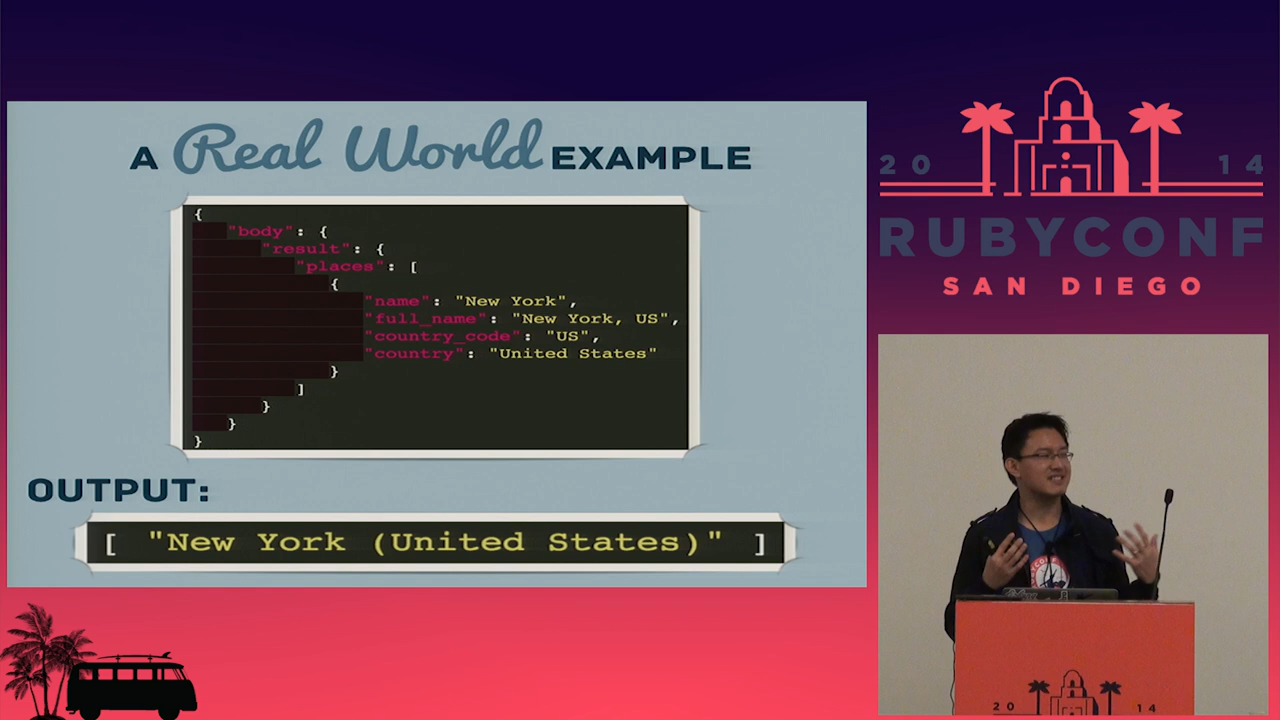 A Real World EXAMPLE
{
"body": {
"result": {
"places": [
{
"name": "New York",
"full_name": "New York, US",
"country_code": "US",
"country": "United States"
}
]
}
}
}
OUTPUT:
[ "New York (United States)" ]
20 14
RUBYCONF
SAN DIEGO
20 14